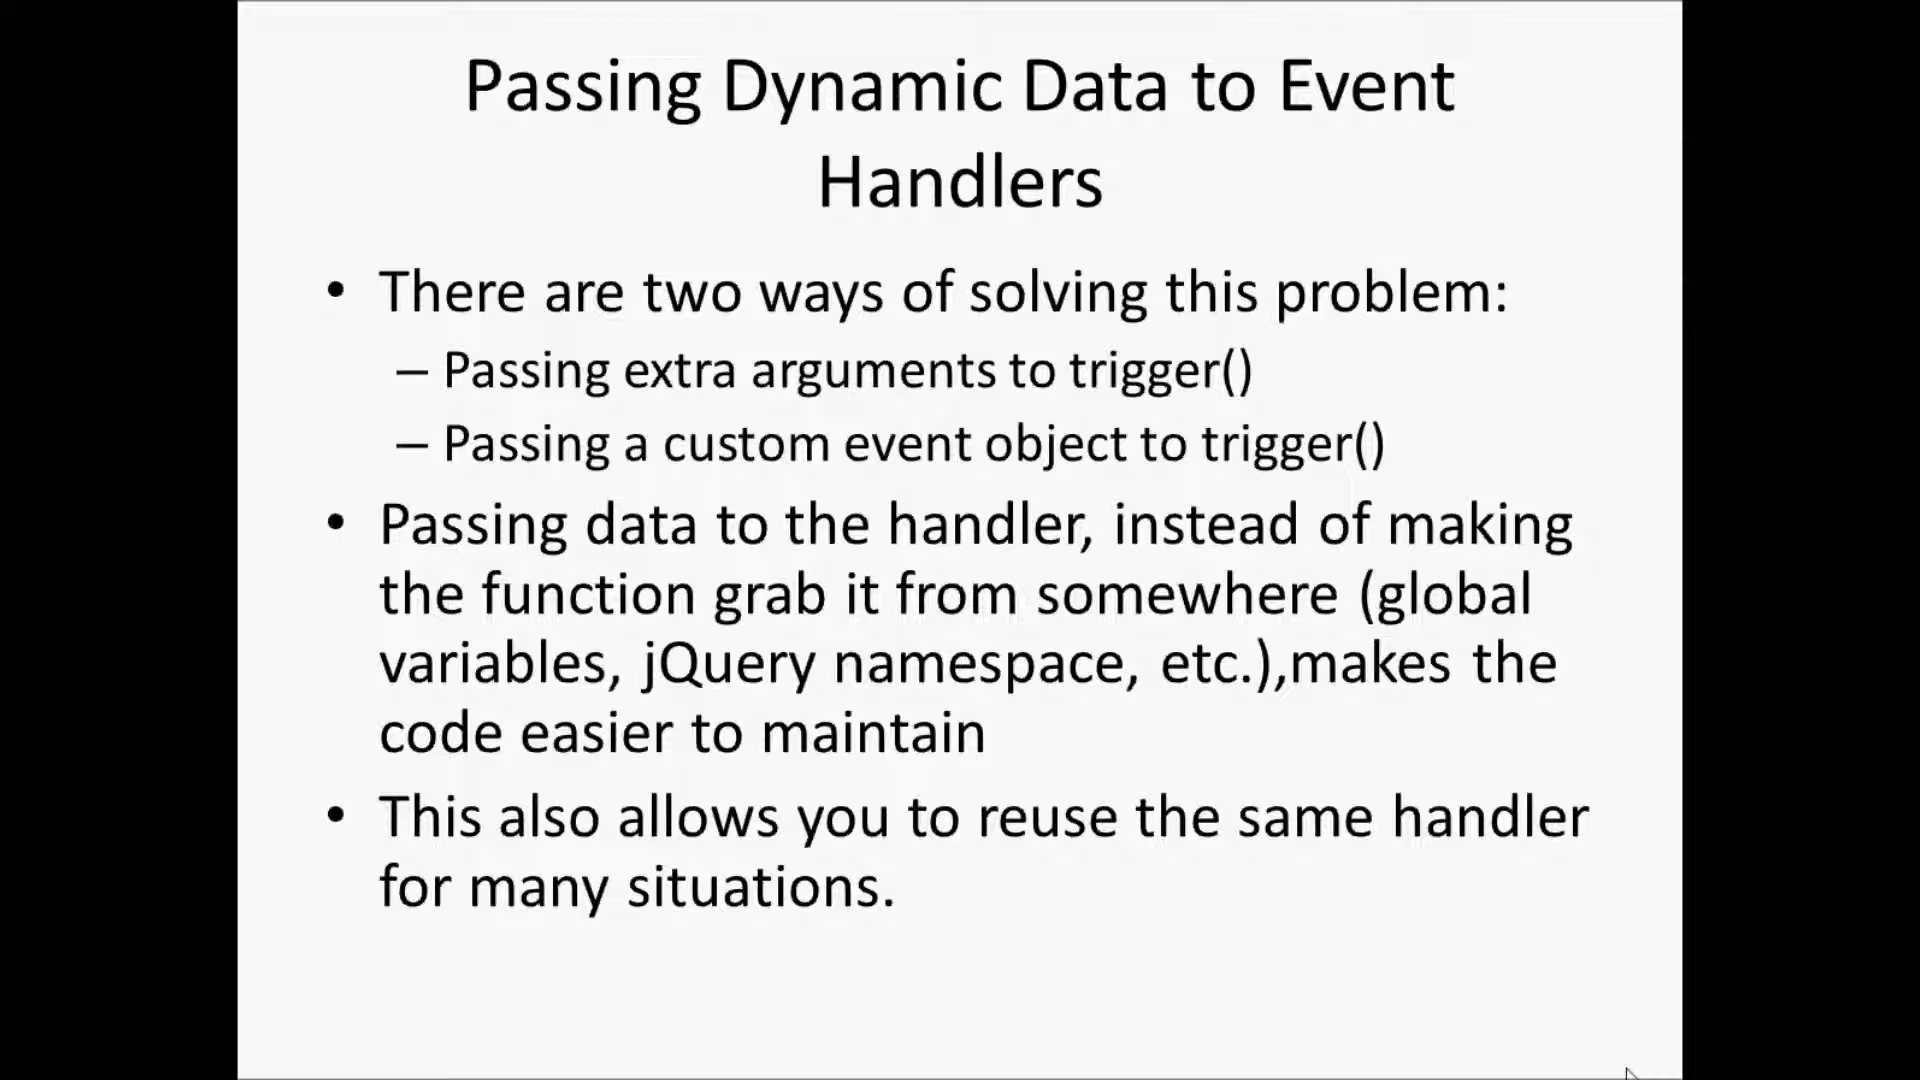 Passing Dynamic Data to Event
Handlers
• There are two ways of solving this problem:
– Passing extra arguments to trigger()
– Passing a custom event object to trigger()
• Passing data to the handler, instead of making
the function grab it from somewhere (global
variables, jQuery namespace, etc.),makes the
code easier to maintain
• This also allows you to reuse the same handler
for many situations.